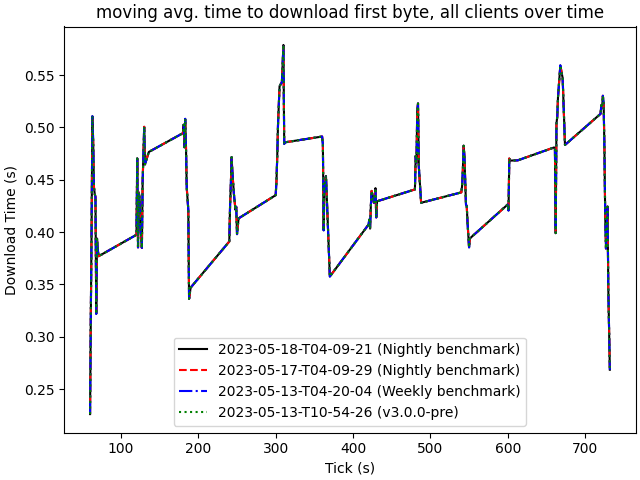 moving avg. time to download first byte, all clients over time
Download Time (s)
0.55
0.50
0.45
0.40
0.35
0.30
0.25
2023-05-18-T04-09-21 (Nightly benchmark)
2023-05-17-T04-09-29 (Nightly benchmark)
2023-05-13-T04-20-04 (Weekly benchmark)
2023-05-13-T10-54-26 (v3.0.0-pre)
100 200 300 400 500 600 700
Tick (s)